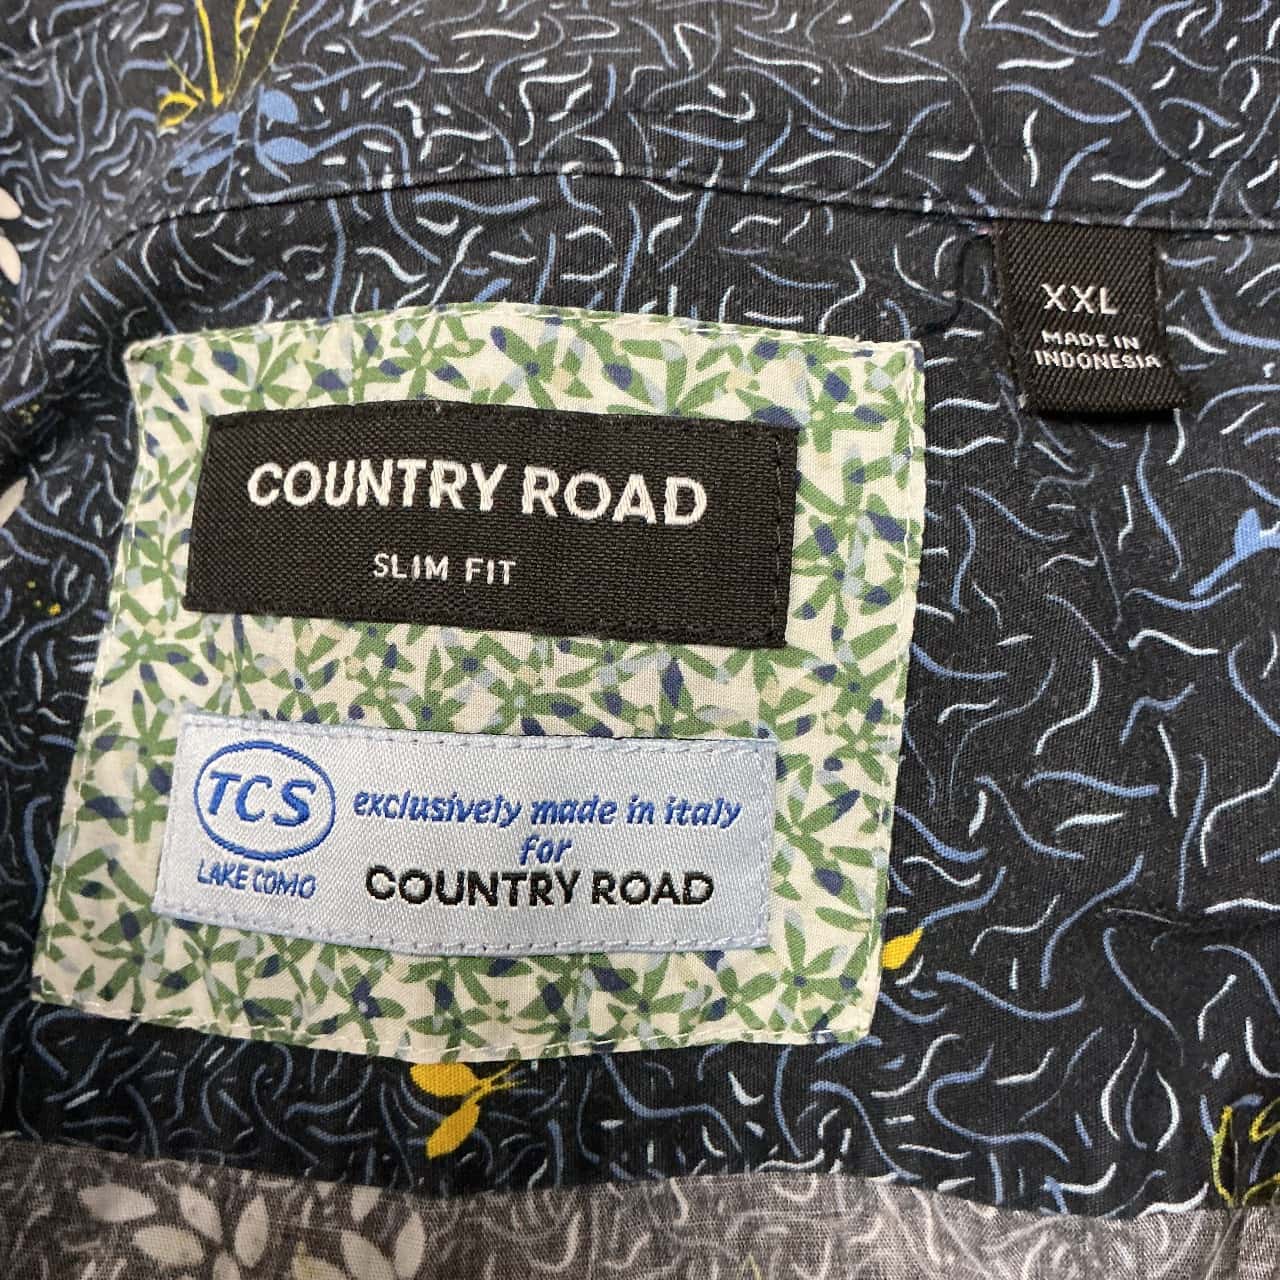 XXL
MADE IN
INDONESIA
COUNTRY ROAD
SLIM FIT
TCS
LAKE COMO
exclusively made in italy
for
COUNTRY ROAD